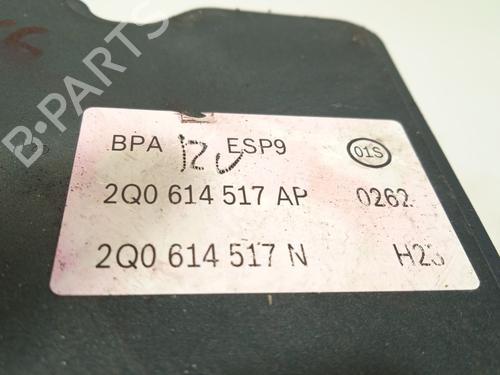 BPA 120 ESP9 01S
2Q0 614 517 AP 0262
2Q0 614 517 N H23
B-PARTS